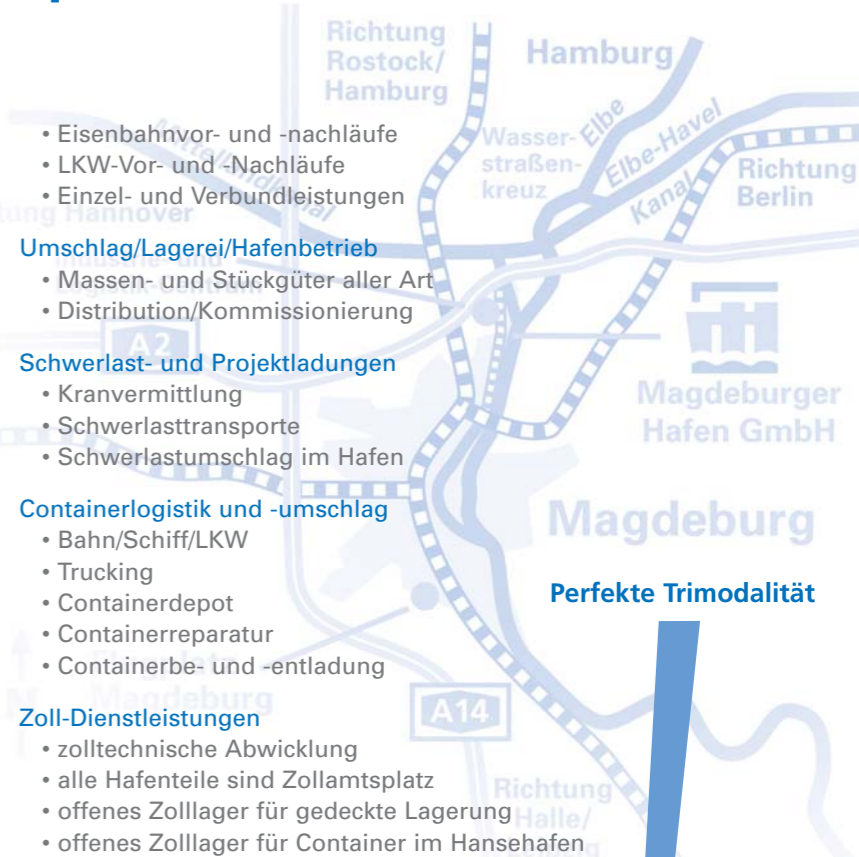 Richtung
Rostock/
Hamburg
Hamburg
• Eisenbahnvor- und -nachläufe
• LKW-Vor- und -Nachläufe
• Einzel- und Verbundleistungen
Wasser-
straßen-
kreuz
Elbe
Elbe-Havel
Kanal
Richtung
Berlin
Hannover
Umschlag/Lagerei/Hafenbetrieb
• Massen- und Stückgüter aller Art
• Distribution/Kommissionierung
A2
Schwerlast- und Projektladungen
• Kranvermittlung
• Schwerlasttransporte
• Schwerlastumschlag im Hafen
Magdeburger
Hafen GmbH
Containerlogistik und -umschlag
• Bahn/Schiff/LKW
• Trucking
• Containerdepot
• Containerreparatur
• Containerbe- und -entladung
Magdeburg
Perfekte Trimodalität
Magdeburg
N
A14
Zoll-Dienstleistungen
• zolltechnische Abwicklung
• alle Hafenteile sind Zollamtsplatz
• offenes Zolllager für gedeckte Lagerung
• offenes Zolllager für Container im Hansehafen
Richtung
Halle/